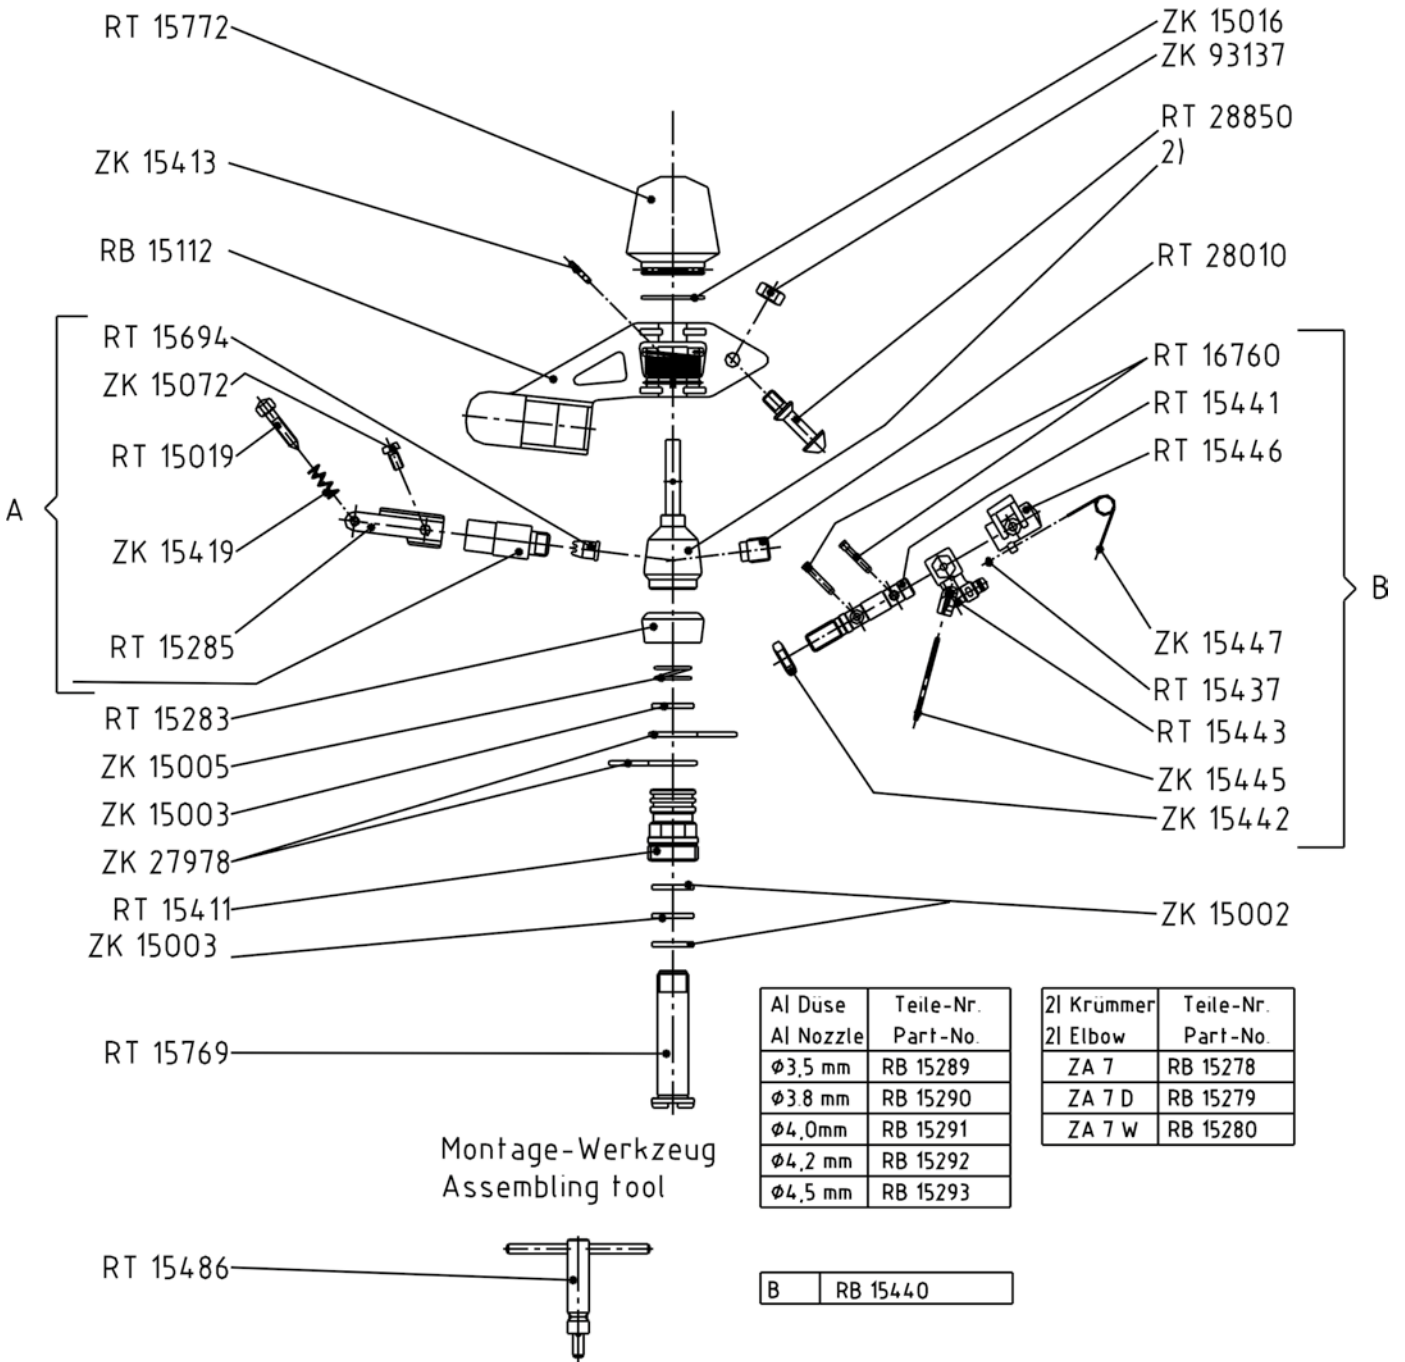 RT 15772
ZK 15413
RB 15112
RT 15694
ZK 15072
RT 15019
A
ZK 15419
RT 15285
RT 15283
ZK 15005
ZK 15003
ZK 27978
RT 15411
ZK 15003
RT 15769
ZK 15016
ZK 93137
RT 28850
2)
RT 28010
RT 16760
RT 15441
RT 15446
B
ZK 15447
RT 15437
RT 15443
ZK 15445
ZK 15442
ZK 15002
A| Düse Teile-Nr.
A| Nozzle Part-No.
ø3,5 mm RB 15289
ø3.8 mm RB 15290
ø4,0mm RB 15291
ø4,2 mm RB 15292
ø4,5 mm RB 15293
2| Krümmer Teile-Nr.
2| Elbow Part-No.
ZA 7 RB 15278
ZA 7 D RB 15279
ZA 7 W RB 15280
Montage-Werkzeug
Assembling tool
RT 15486
B RB 15440